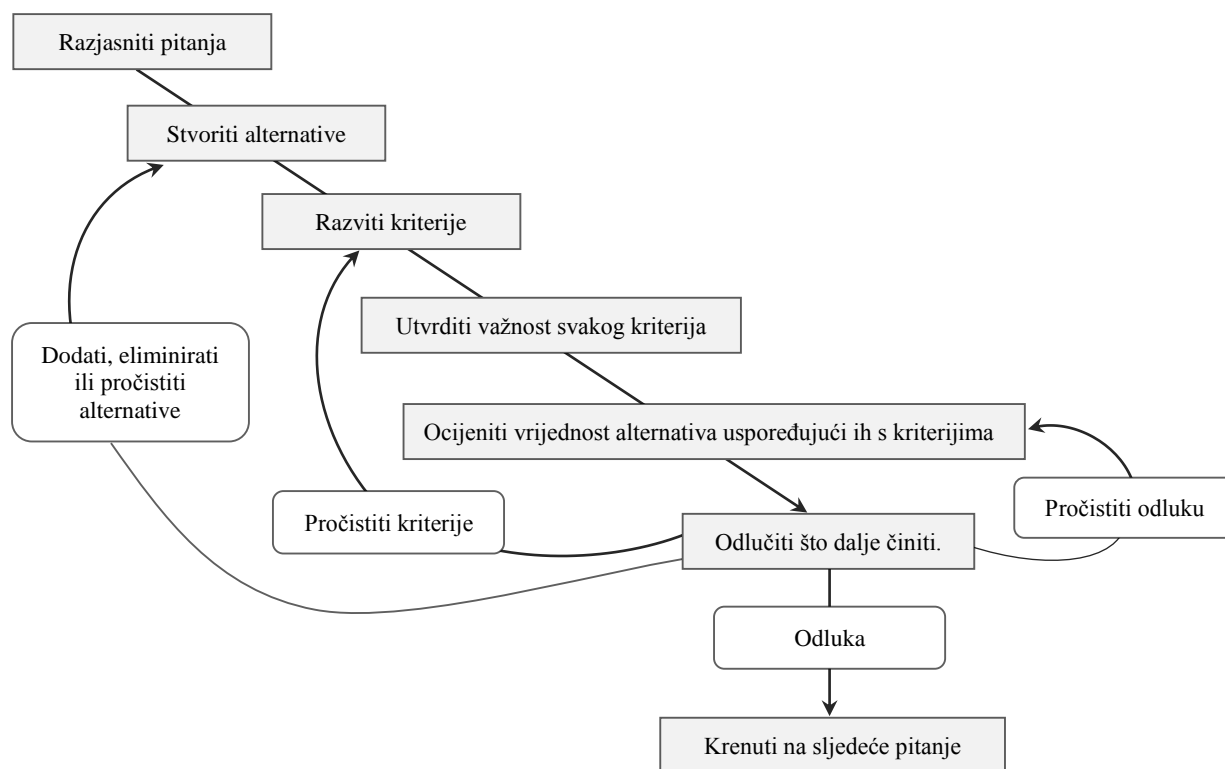 Razjasniti pitanja
Stvoriti alternative
Razviti kriterije
Utvrditi važnost svakog kriterija
Dodati, eliminirati
ili pročistiti
alternative
Ocijeniti vrijednost alternativa uspoređujući ih s kriterijima
Pročistiti kriterije
Pročistiti odluku
Odlučiti što dalje činiti.
Odluka
Krenuti na sljedeće pitanje